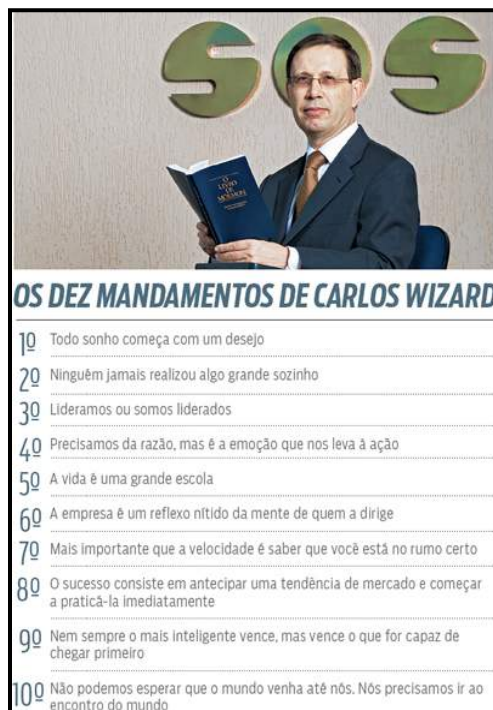 SOS
O
LIVRO
DE
MÓRMON
OS DEZ MANDAMENTOS DE CARLOS WIZARD
1º Todo sonho começa com um desejo
2º Ninguém jamais realizou algo grande sozinho
3º Lideramos ou somos liderados
4º Precisamos da razão, mas é a emoção que nos leva à ação
5º A vida é uma grande escola
6º A empresa é um reflexo nítido da mente de quem a dirige
7º Mais importante que a velocidade é saber que você está no rumo certo
8º O sucesso consiste em antecipar uma tendência de mercado e começar
a praticá-la imediatamente
9º Nem sempre o mais inteligente vence, mas vence o que for capaz de
chegar primeiro
10º Não podemos esperar que o mundo venha até nós. Nós precisamos ir ao
encontro do mundo